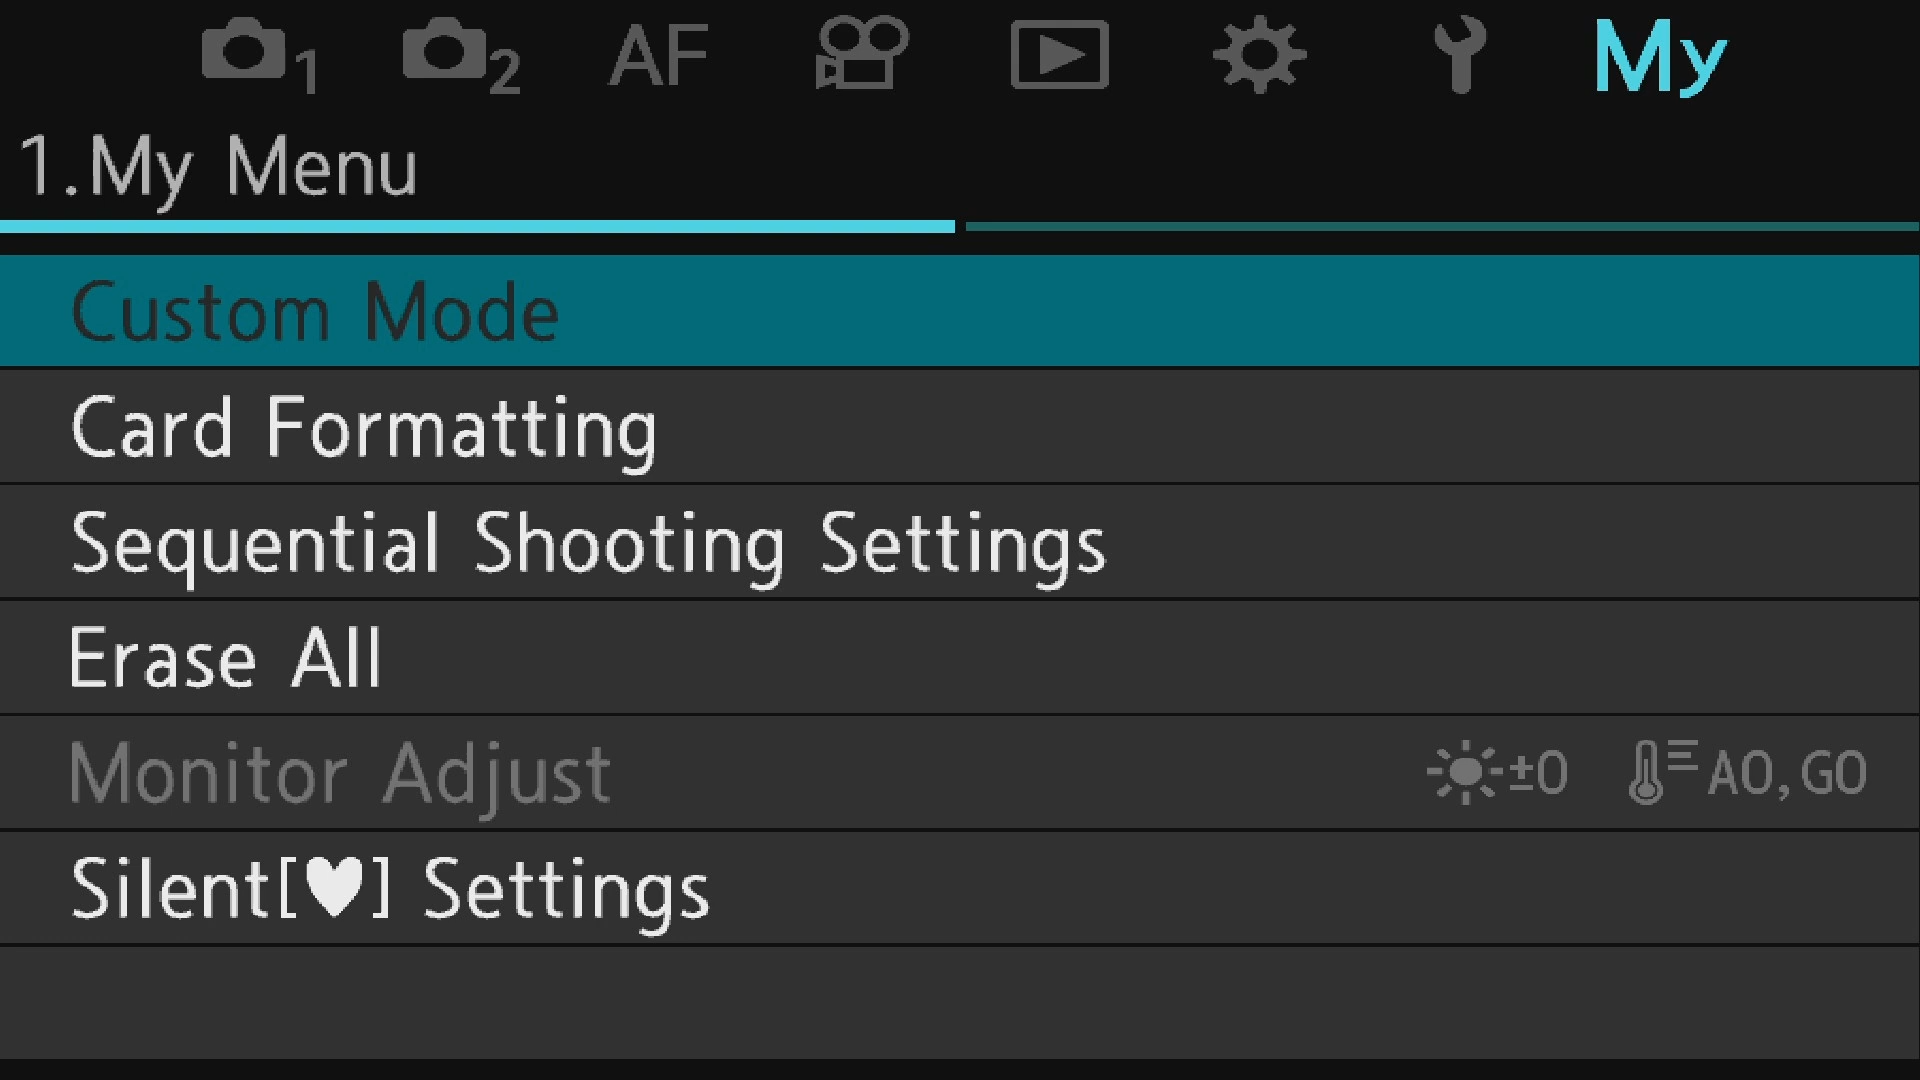 1 2 AF My
1.My Menu
Custom Mode
Card Formatting
Sequential Shooting Settings
Erase All
Monitor Adjust ±0 A0,G0
Silent[♥] Settings